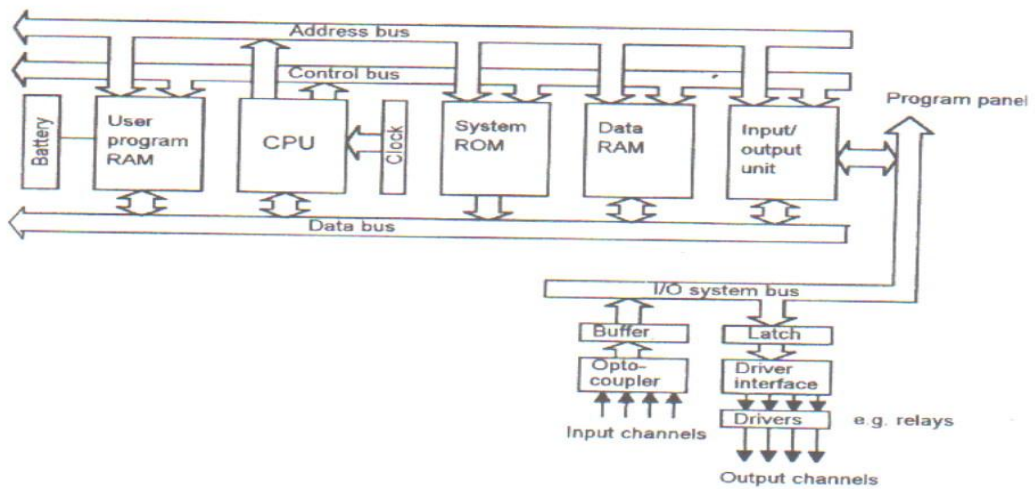 Address bus
Control bus
Program panel
Battery
User
program
RAM
CPU
Clock
System
ROM
Data
RAM
Input/
output
unit
Data bus
I/O system bus
Buffer
Latch
Opto-
coupler
Driver
interface
Drivers
e.g. relays
Input channels
Output channels